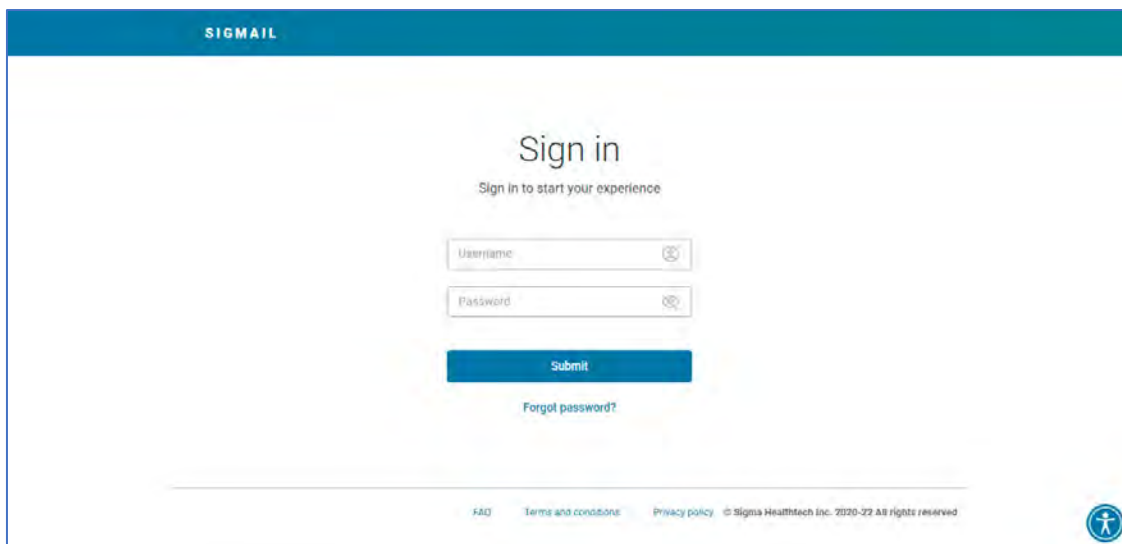 SIGMAIL
Sign in
Sign in to start your experience
Username
Password
Submit
Forgot password?
FAQ Terms and conditions Privacy policy © Sigma Healthtech Inc. 2020-22 All rights reserved